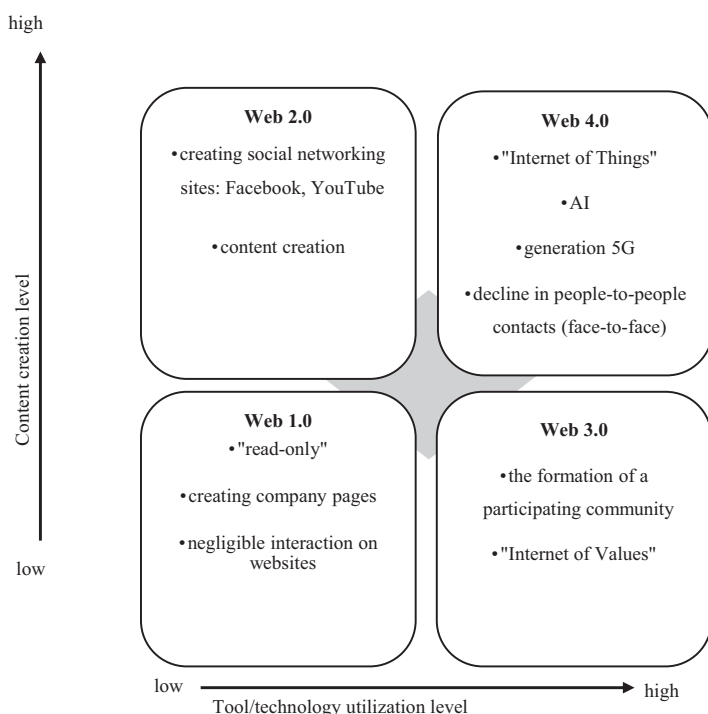 high
Content creation level
low
Web 2.0
•creating social networking
sites: Facebook, YouTube
•content creation
Web 4.0
•"Internet of Things"
•AI
•generation 5G
•decline in people-to-people
contacts (face-to-face)
Web 1.0
•"read-only"
•creating company pages
•negligible interaction on
websites
Web 3.0
•the formation of a
participating community
•"Internet of Values"
low
high
Tool/technology utilization level